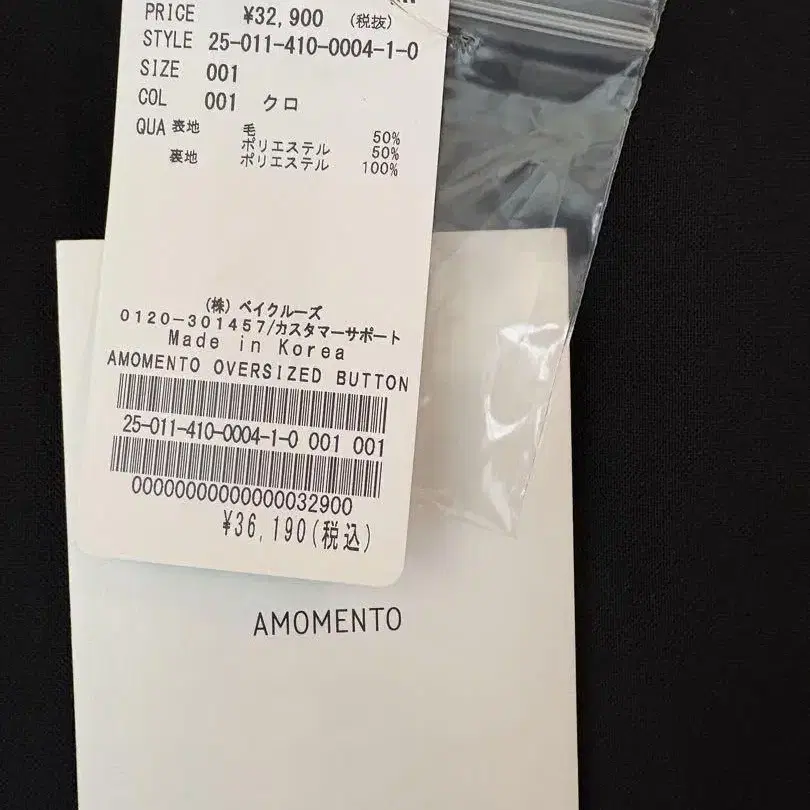 PRICE ¥32,900 (税抜)
STYLE 25-011-410-0004-1-0
SIZE 001
COL 001 クロ
QUA 表地 毛 50%
ポリエステル 50%
裏地 ポリエステル 100%
(株) ベイクルーズ
0120-301457/カスタマーサポート
Made in Korea
AMOMENTO OVERSIZED BUTTON
25-011-410-0004-1-0 001 001
00000000000000032900
¥36,190(税込)
AMOMENTO